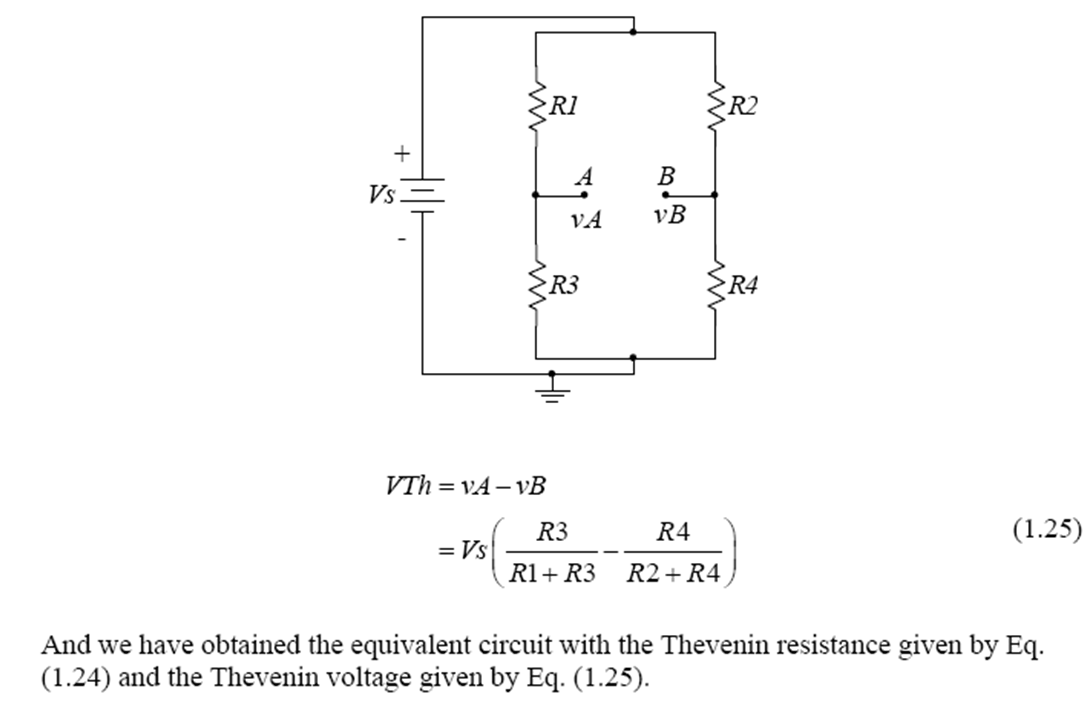 R1
R2
+
Vs
A
B
vA
vB
-
R3
R4
VTh = vA – vB
= Vs( R3 / (R1 + R3) – R4 / (R2 + R4) )
(1.25)
And we have obtained the equivalent circuit with the Thevenin resistance given by Eq.
(1.24) and the Thevenin voltage given by Eq. (1.25).